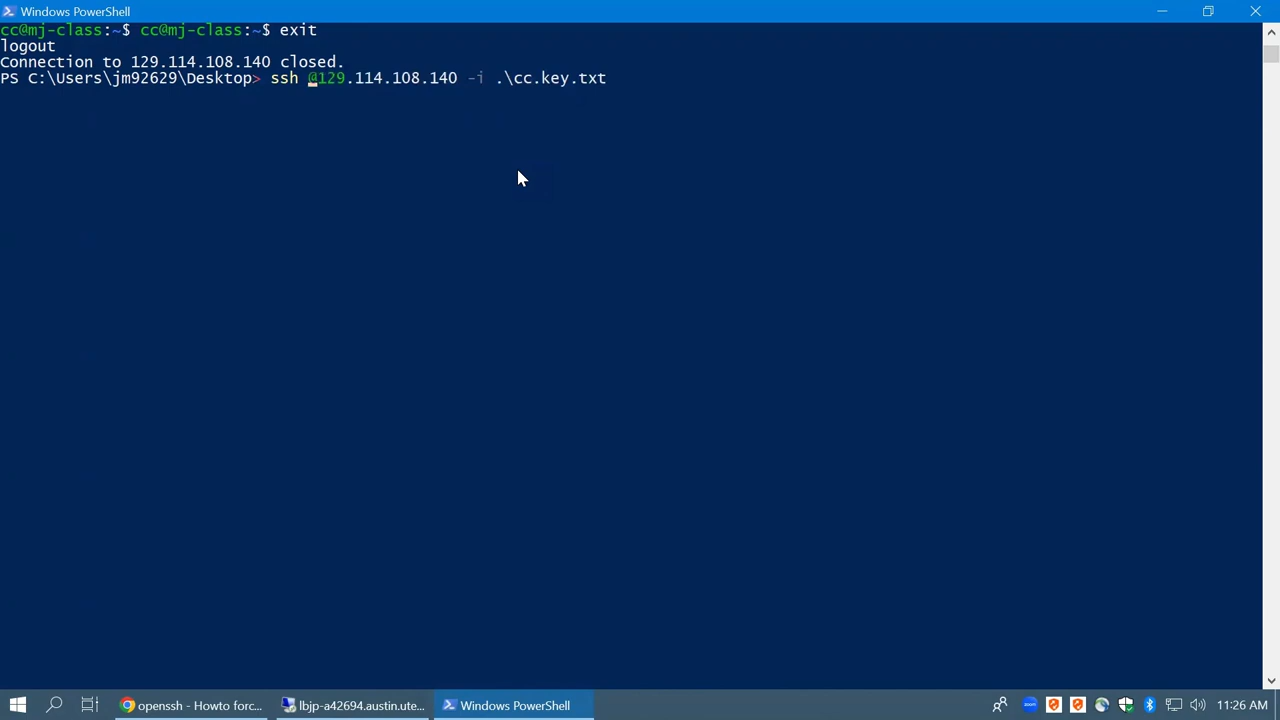 Windows PowerShell
cc@mj-class:~$ cc@mj-class:~$ exit
logout
Connection to 129.114.108.140 closed.
PS C:\Users\jm92629\Desktop> ssh @129.114.108.140 -i .\cc.key.txt
openssh - Howto forc...
lbjp-a42694.austin.ute...
Windows PowerShell
zoom
11:26 AM